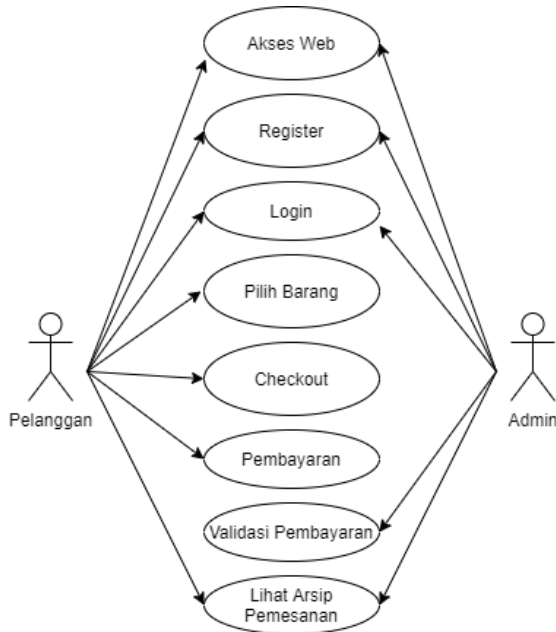 Akses Web
Register
Login
Pilih Barang
Checkout
Pelanggan
Admin
Pembayaran
Validasi Pembayaran
Lihat Arsip
Pemesanan